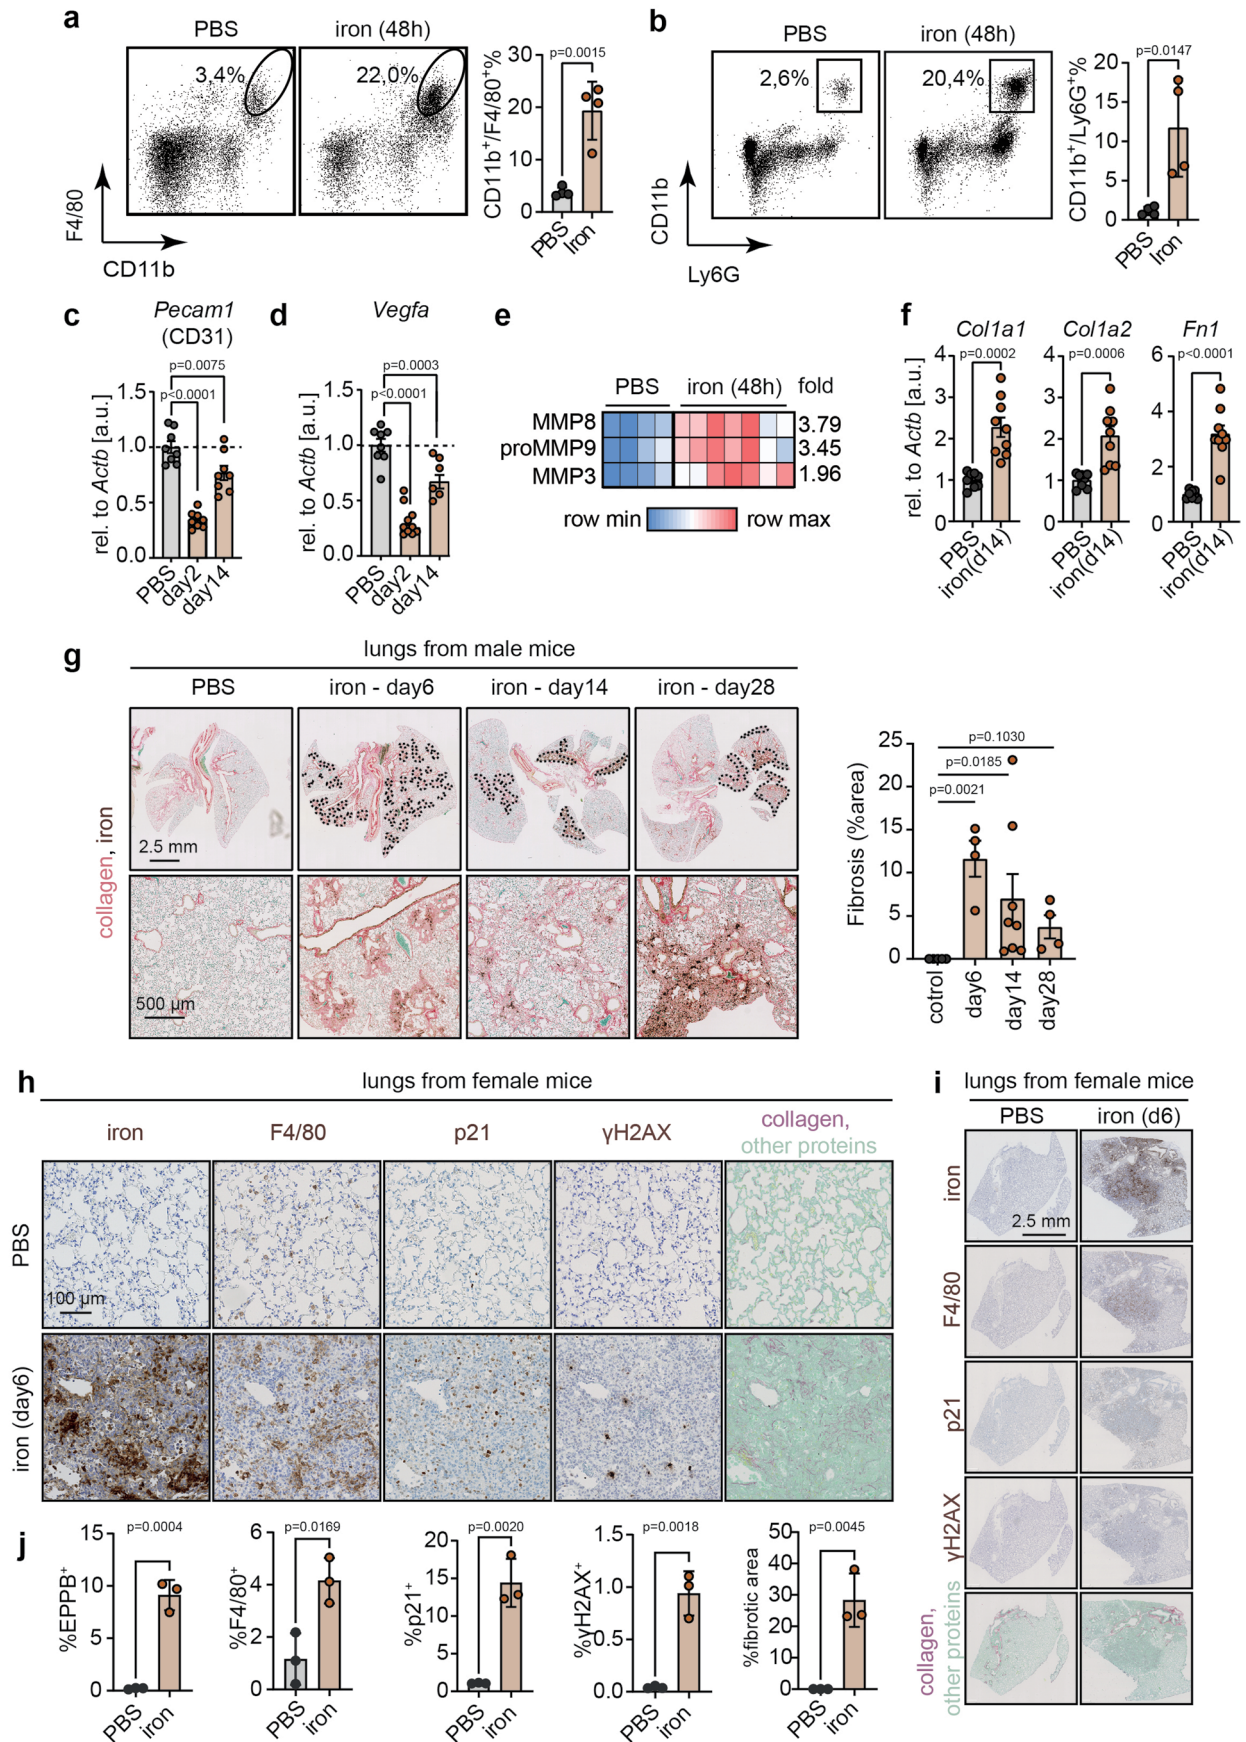 a
PBS
iron (48h)
3,4%
22,0%
F4/80
CD11b
CD11b+/F4/80+%
p=0.0015
30
20
10
0
PBS
Iron
b
PBS
iron (48h)
2,6%
20,4%
CD11b
Ly6G
CD11b+/Ly6G+%
p=0.0147
20
15
10
5
0
PBS
Iron
c
Pecam1
(CD31)
p=0.0075
p<0.0001
rel. to Actb [a.u.]
1.5
1.0
0.5
0.0
PBS
day2
day14
d
Vegfa
p=0.0003
p<0.0001
rel. to Actb [a.u.]
1.5
1.0
0.5
0.0
PBS
day2
day14
e
PBS
iron (48h)
fold
MMP8
3.79
proMMP9
3.45
MMP3
1.96
row min
row max
f
Col1a1
Col1a2
Fn1
p=0.0002
p=0.0006
p<0.0001
rel. to Actb [a.u.]
4
3
2
1
0
PBS
iron(d14)
4
3
2
1
0
PBS
iron(d14)
6
4
2
0
PBS
iron(d14)
g
lungs from male mice
PBS
iron - day6
iron - day14
iron - day28
collagen, iron
2.5 mm
500 µm
Fibrosis (%area)
p=0.1030
p=0.0185
p=0.0021
25
20
15
10
5
0
cotrol
day6
day14
day28
h
lungs from female mice
iron
F4/80
p21
γH2AX
collagen,
other proteins
PBS
100 µm
iron (day6)
i
lungs from female mice
PBS
iron (d6)
iron
2.5 mm
F4/80
p21
γH2AX
collagen,
other proteins
j
%EPPB+
p=0.0004
15
10
5
0
PBS
iron
%F4/80+
p=0.0169
6
4
2
0
PBS
iron
%p21+
p=0.0020
20
15
10
5
0
PBS
iron
%γH2AX+
p=0.0018
1.5
1.0
0.5
0.0
PBS
iron
%fibrotic area
p=0.0045
50
40
30
20
10
0
PBS
iron